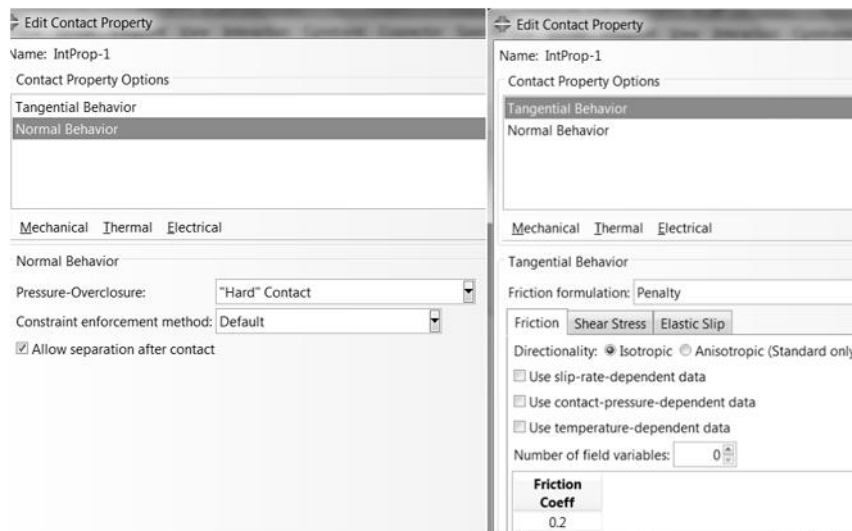 Edit Contact Property
Name: IntProp-1
Contact Property Options
Tangential Behavior
Normal Behavior
Mechanical Thermal Electrical
Normal Behavior
Pressure-Overclosure: "Hard" Contact
Constraint enforcement method: Default
Allow separation after contact
Edit Contact Property
Name: IntProp-1
Contact Property Options
Tangential Behavior
Normal Behavior
Mechanical Thermal Electrical
Tangential Behavior
Friction formulation: Penalty
Friction Shear Stress Elastic Slip
Directionality: Isotropic Anisotropic (Standard only
Use slip-rate-dependent data
Use contact-pressure-dependent data
Use temperature-dependent data
Number of field variables: 0
Friction
Coeff
0.2